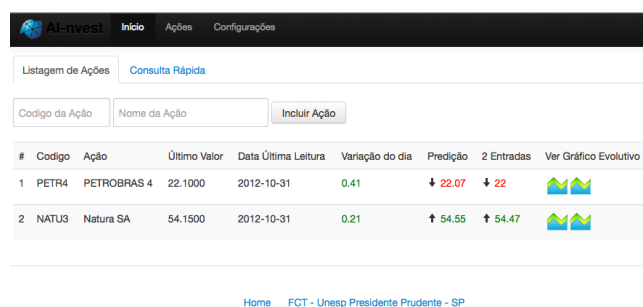 AI-nvest Início Ações Configurações
Listagem de Ações Consulta Rápida
Codigo da Ação Nome da Ação Incluir Ação
# Codigo Ação Último Valor Data Última Leitura Variação do dia Predição 2 Entradas Ver Gráfico Evolutivo
1 PETR4 PETROBRAS 4 22.1000 2012-10-31 0.41 22.07 22
2 NATU3 Natura SA 54.1500 2012-10-31 0.21 54.55 54.47
Home FCT - Unesp Presidente Prudente - SP